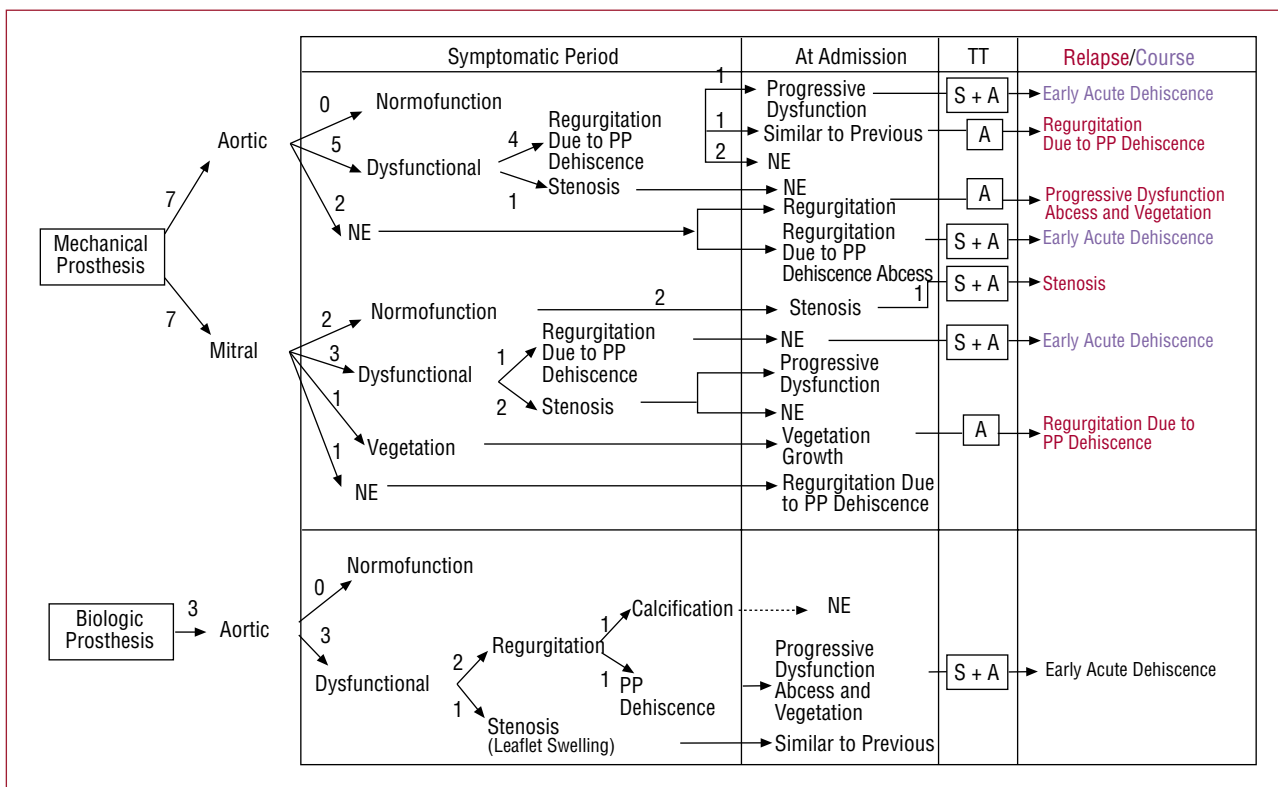 Symptomatic Period
At Admission
TT
Relapse/Course
Mechanical
Prosthesis
7
Aortic
0
Normofunction
5
Dysfunctional
4
Regurgitation
Due to PP
Dehiscence
1
Stenosis
2
NE
1
Progressive
Dysfunction
S + A
Early Acute Dehiscence
1
Similar to Previous
A
Regurgitation
Due to PP Dehiscence
2
NE
NE
Regurgitation
A
Progressive Dysfunction
Abcess and Vegetation
Regurgitation
Due to PP
Dehiscence Abcess
S + A
Early Acute Dehiscence
7
Mitral
2
Normofunction
2
Stenosis
1
S + A
Stenosis
3
Dysfunctional
1
Regurgitation
Due to PP
Dehiscence
NE
S + A
Early Acute Dehiscence
2
Stenosis
Progressive
Dysfunction
NE
1
Vegetation
Vegetation
Growth
A
Regurgitation Due to
PP Dehiscence
1
NE
Regurgitation Due
to PP Dehiscence
Biologic
Prosthesis
3
Aortic
0
Normofunction
3
Dysfunctional
2
Regurgitation
1
Calcification
NE
1
PP
Dehiscence
Progressive
Dysfunction
Abcess and
Vegetation
S + A
Early Acute Dehiscence
1
Stenosis
(Leaflet Swelling)
Similar to Previous